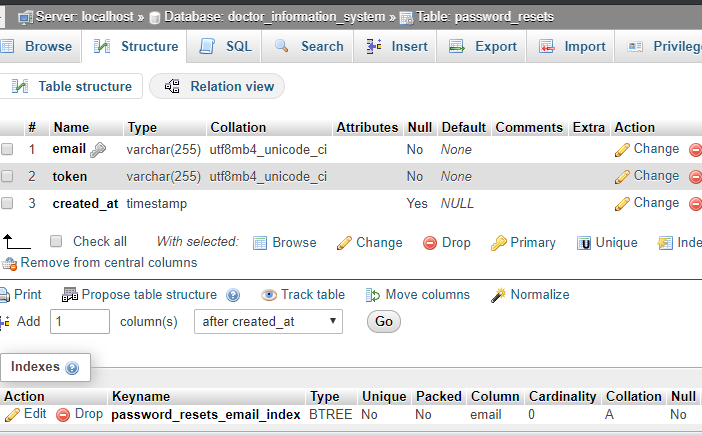 Server: localhost » Database: doctor_information_system » Table: password_resets
Browse Structure SQL Search Insert Export Import Privileg
Table structure Relation view
# Name Type Collation Attributes Null Default Comments Extra Action
1 email varchar(255) utf8mb4_unicode_ci No None Change
2 token varchar(255) utf8mb4_unicode_ci No None Change
3 created_at timestamp Yes NULL Change
Check all With selected: Browse Change Drop Primary Unique Inde
Remove from central columns
Print Propose table structure Track table Move columns Normalize
Add 1 column(s) after created_at Go
Indexes
Action Keyname Type Unique Packed Column Cardinality Collation Null
Edit Drop password_resets_email_index BTREE No No email 0 A No